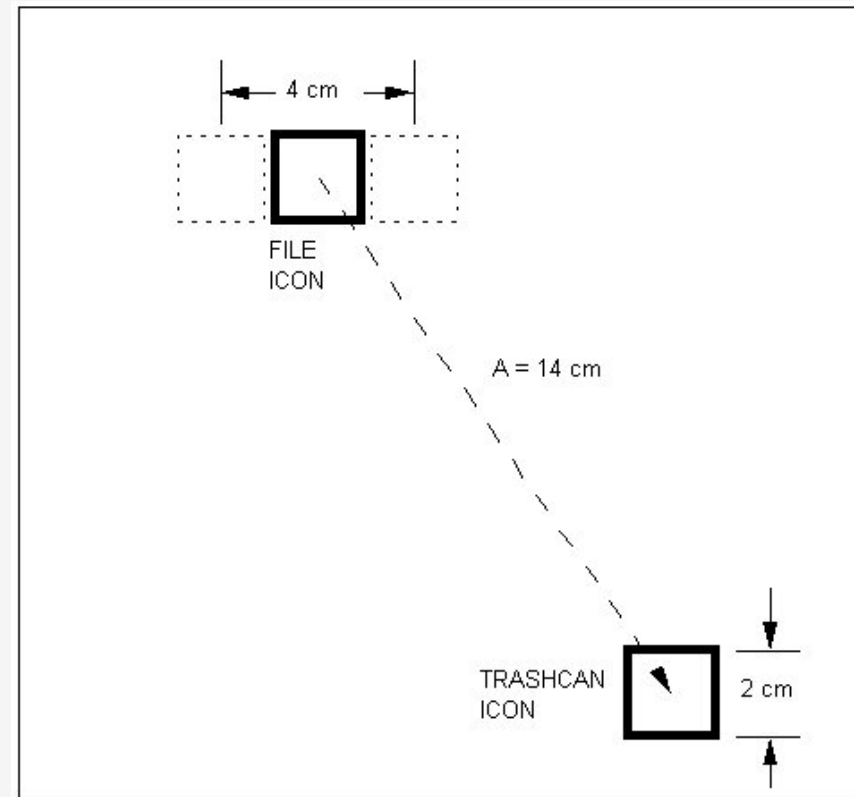 4 cm
FILE
ICON
A = 14 cm
TRASHCAN
ICON
2 cm